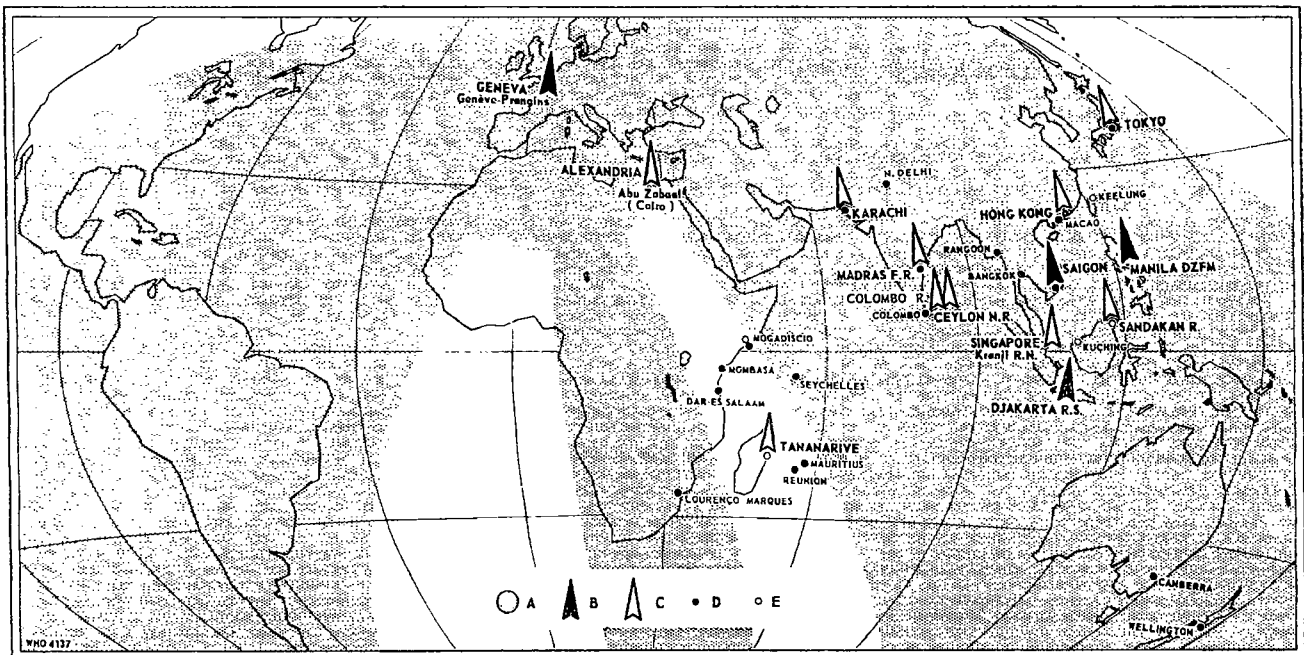 GENEVA
Genève-Prangins
ALEXANDRIA
Abu Zabael
(Cairo)
TOKYO
N. DELHI
KARACHI
KEELUNG
HONG KONG
MACAO
RANGOON
MADRAS F.R.
BANGKOK
SAIGON
MANILA DZFM
COLOMBO R.
COLOMBO
CEYLON N.R.
SANDAKAN R.
SINGAPORE
Kranji R.N.
KUCHING
MOGADISCIO
MOMBASA
SEYCHELLES
DAR-ES SALAAM
DJAKARTA R.S.
TANANARIVE
MAURITIUS
REUNION
LOURENÇO MARQUES
CANBERRA
WELLINGTON
A B C D E
WHO 4137